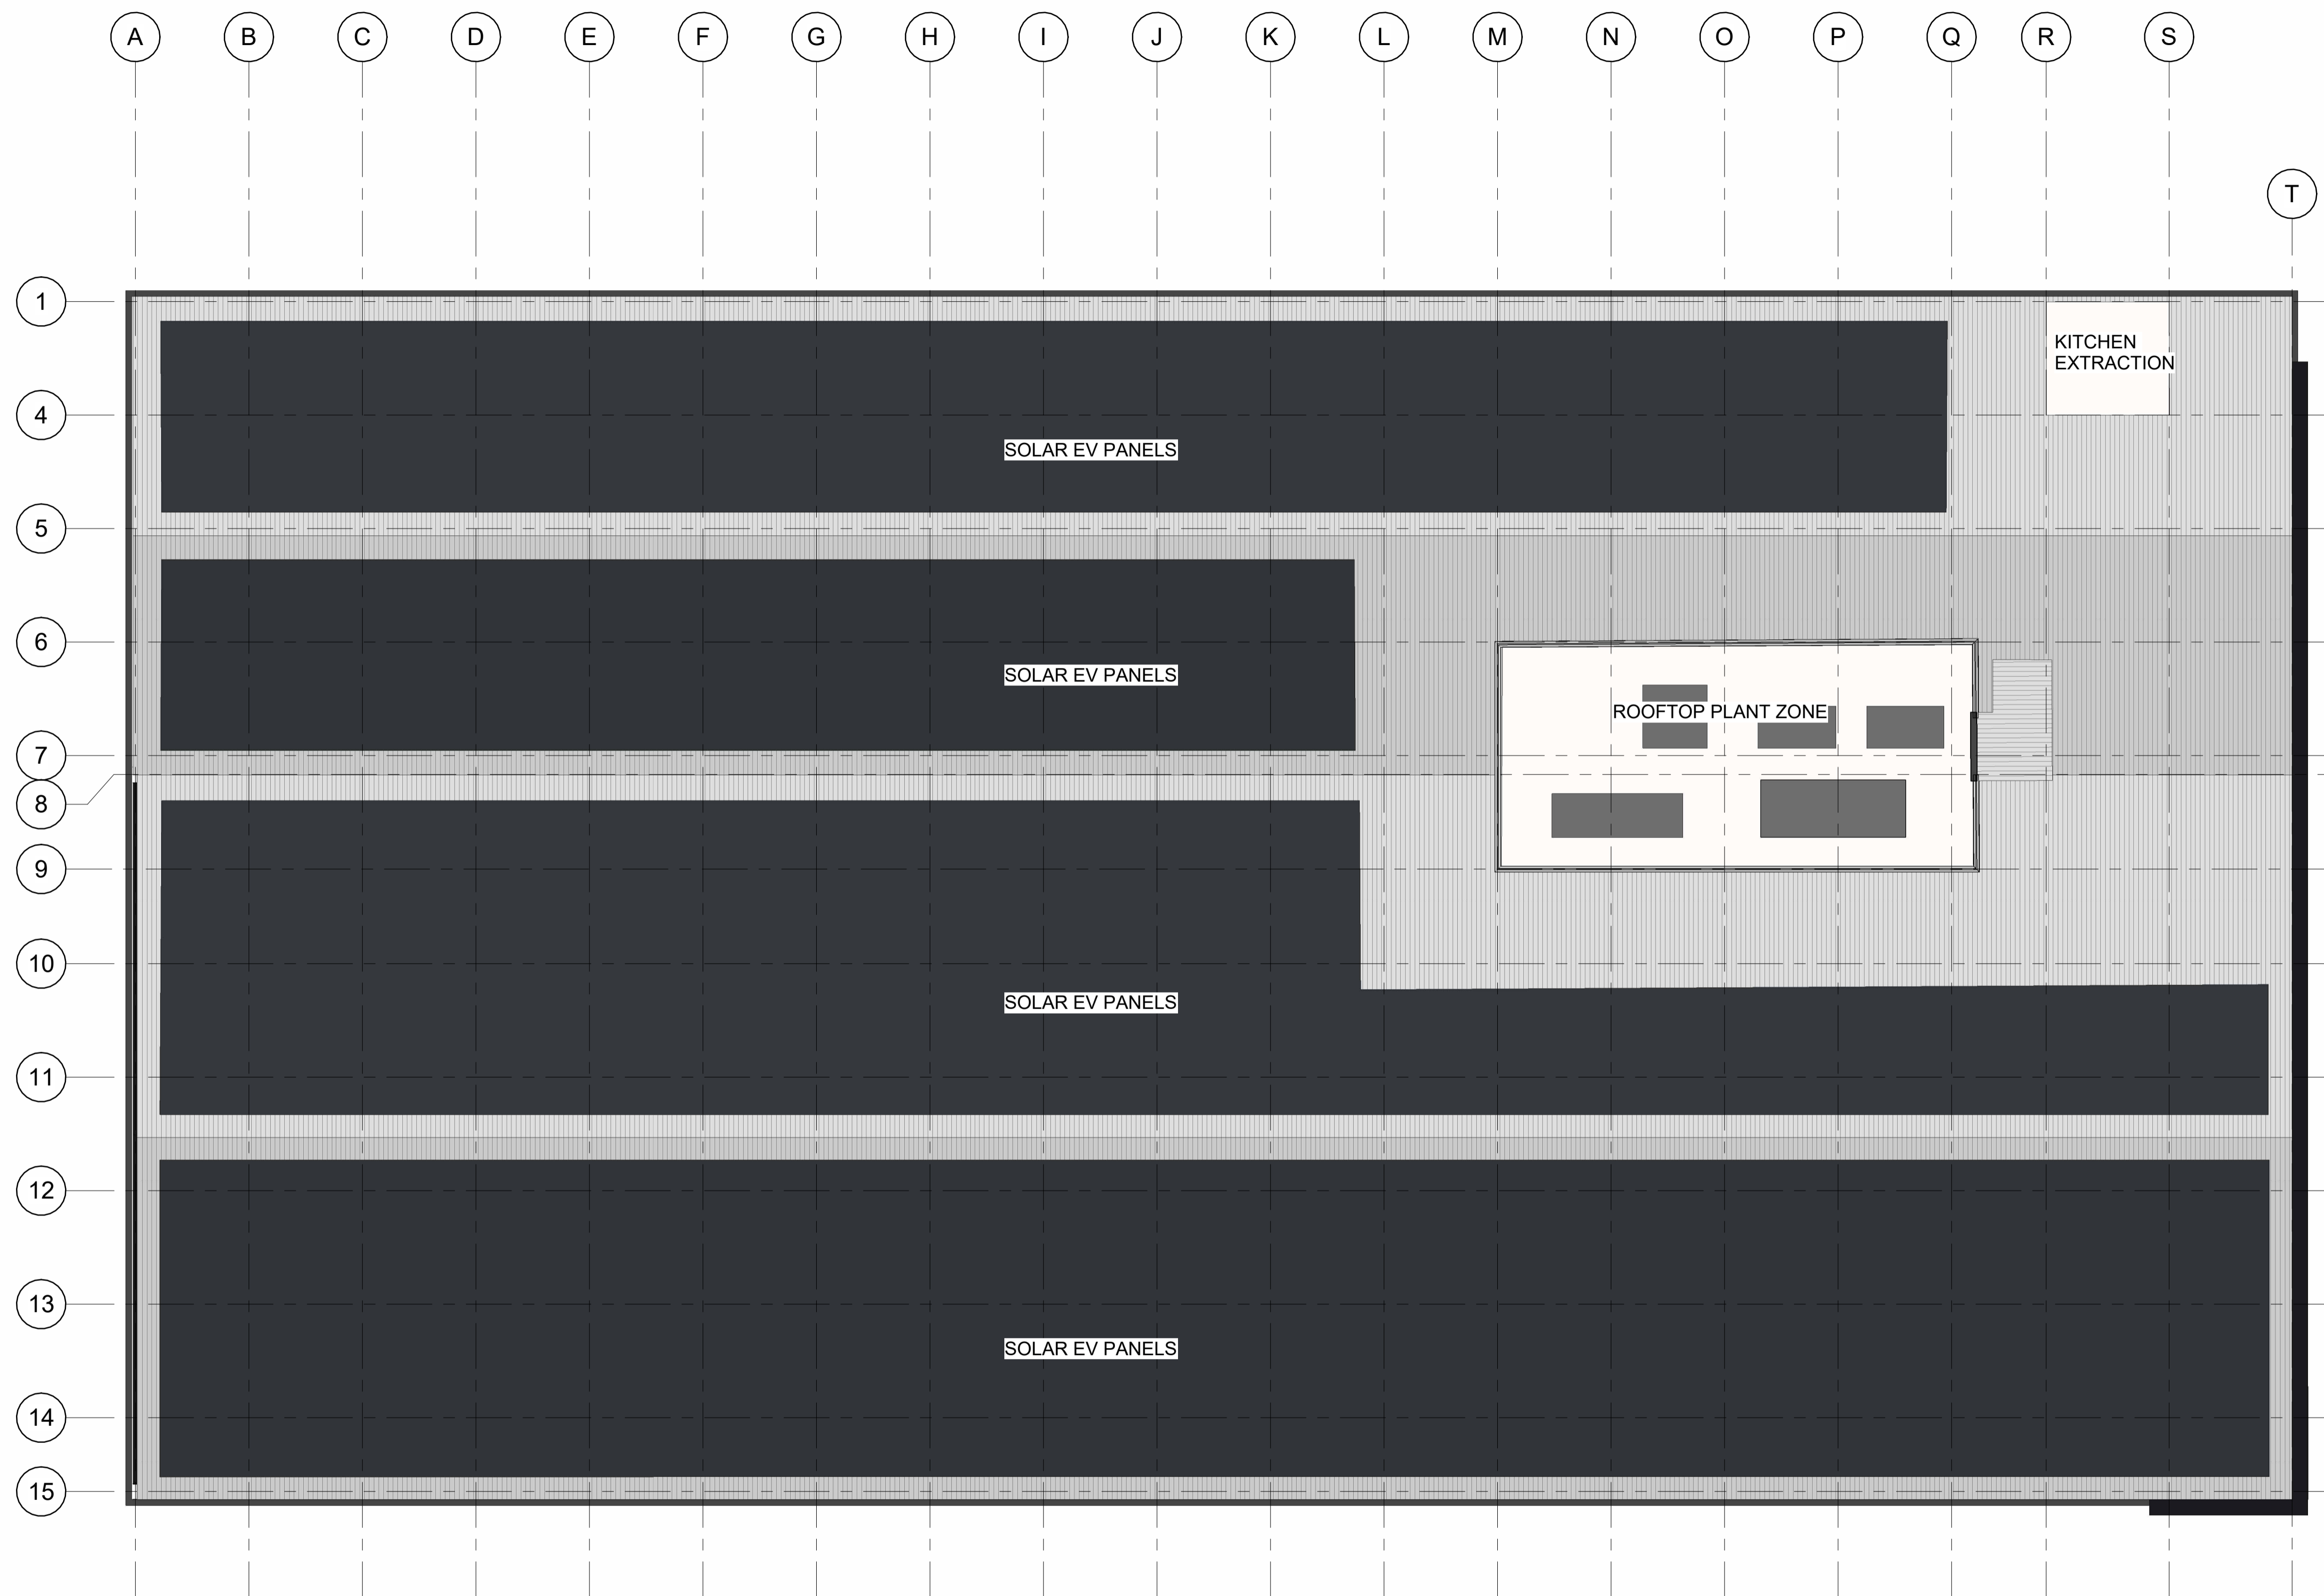 A B C D E F G H I J K L M N O P Q R S
T
1
KITCHEN
EXTRACTION
4
SOLAR EV PANELS
5
6
SOLAR EV PANELS
ROOFTOP PLANT ZONE
7
8
9
10
SOLAR EV PANELS
11
12
13
SOLAR EV PANELS
14
15